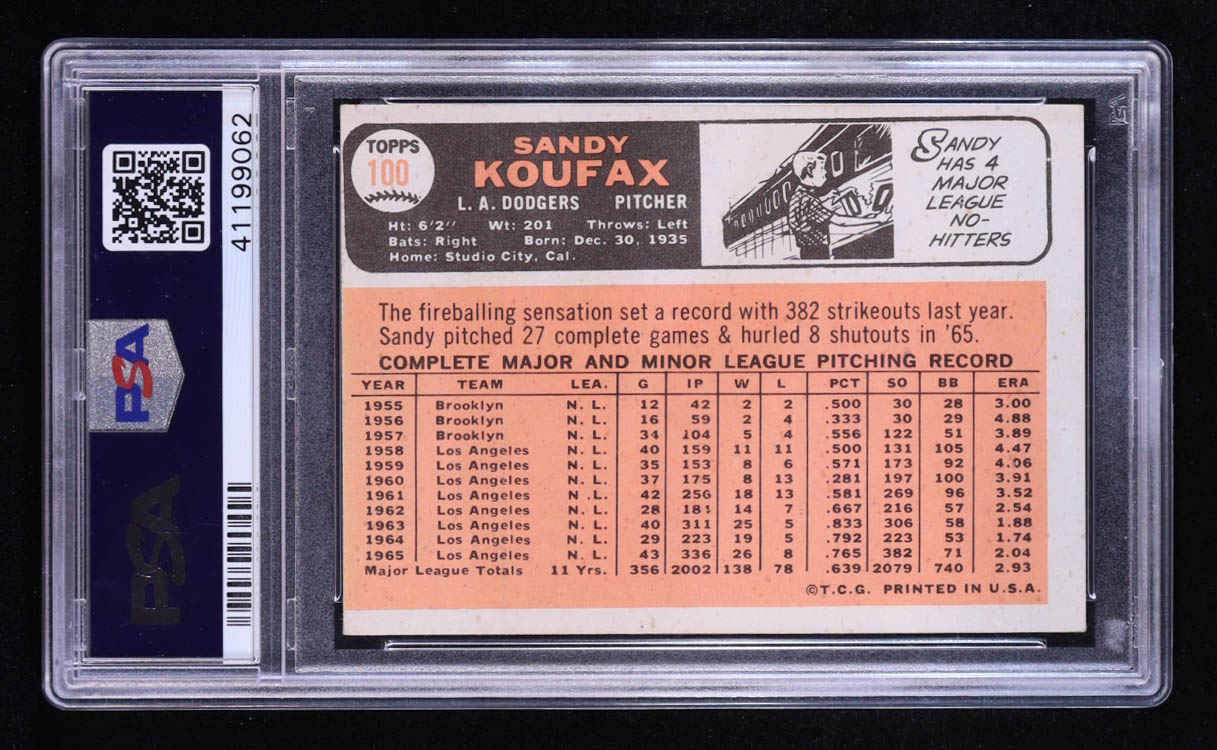 PSA
PSA
41199062
TOPPS
100
SANDY
KOUFAX
L. A. DODGERS PITCHER
Ht: 6'2" Wt: 201 Throws: Left
Bats: Right Born: Dec. 30, 1935
Home: Studio City, Cal.
SANDY
HAS 4
MAJOR
LEAGUE
NO-
HITTERS
The fireballing sensation set a record with 382 strikeouts last year.
Sandy pitched 27 complete games & hurled 8 shutouts in '65.
COMPLETE MAJOR AND MINOR LEAGUE PITCHING RECORD
YEAR TEAM LEA. G IP W L PCT SO BB ERA
1955 Brooklyn N. L. 12 42 2 2 .500 30 28 3.00
1956 Brooklyn N. L. 16 59 2 4 .333 30 29 4.88
1957 Brooklyn N. L. 34 104 5 4 .556 122 51 3.89
1958 Los Angeles N. L. 40 159 11 11 .500 131 105 4.47
1959 Los Angeles N. L. 35 153 8 6 .571 173 92 4.06
1960 Los Angeles N. L. 37 175 8 13 .281 197 100 3.91
1961 Los Angeles N. L. 42 256 18 13 .581 269 96 3.52
1962 Los Angeles N. L. 28 184 14 7 .667 216 57 2.54
1963 Los Angeles N. L. 40 311 25 5 .833 306 58 1.88
1964 Los Angeles N. L. 29 223 19 5 .792 223 53 1.74
1965 Los Angeles N. L. 43 336 26 8 .765 382 71 2.04
Major League Totals 11 Yrs. 356 2002 138 78 .639 2079 740 2.93
©T.C.G. PRINTED IN U.S.A.